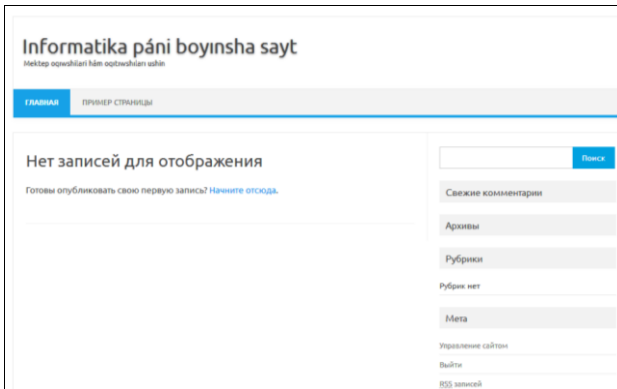 Informatika páni boyınsha sayt
Mektep oqıwshıları hám oqıtıwshıları ushın
ГЛАВНАЯ ПРИМЕР СТРАНИЦЫ
Нет записей для отображения
Готовы опубликовать свою первую запись? Начните отсюда.
Поиск
Свежие комментарии
Архивы
Рубрики
Рубрик нет
Мета
Управление сайтом
Выйти
RSS записей